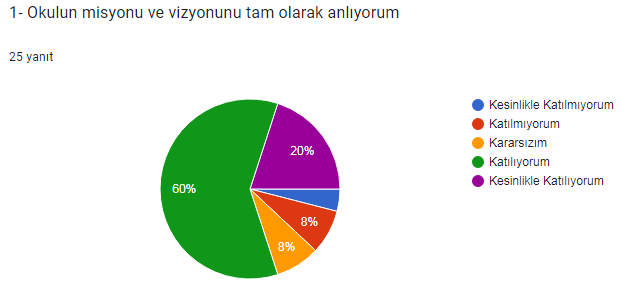 1- Okulun misyonu ve vizyonunu tam olarak anlıyorum
25 yanıt
Kesinlikle Katılmıyorum
Katılmıyorum
Kararsızım
Katılıyorum
Kesinlikle Katılıyorum
20%
60%
8%
8%